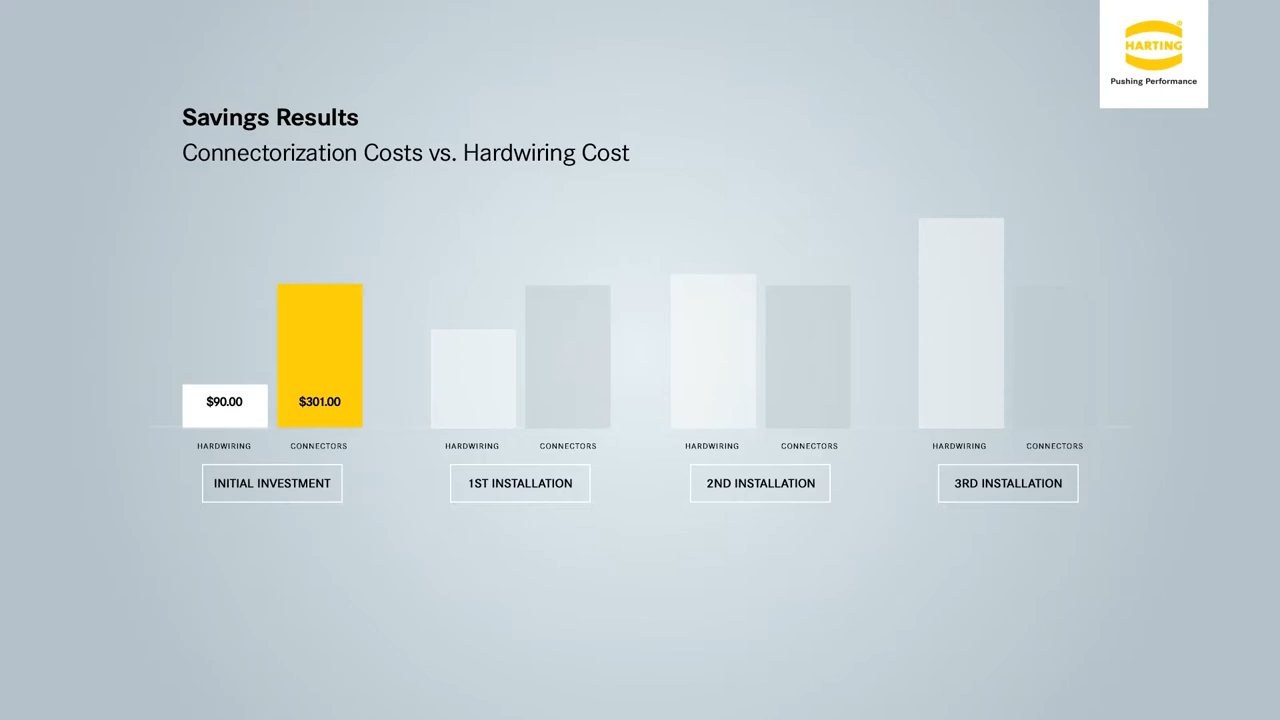 HARTING®
Pushing Performance
Savings Results
Connectorization Costs vs. Hardwiring Cost
$90.00 $301.00
HARDWIRING CONNECTORS HARDWIRING CONNECTORS HARDWIRING CONNECTORS HARDWIRING CONNECTORS
INITIAL INVESTMENT 1ST INSTALLATION 2ND INSTALLATION 3RD INSTALLATION